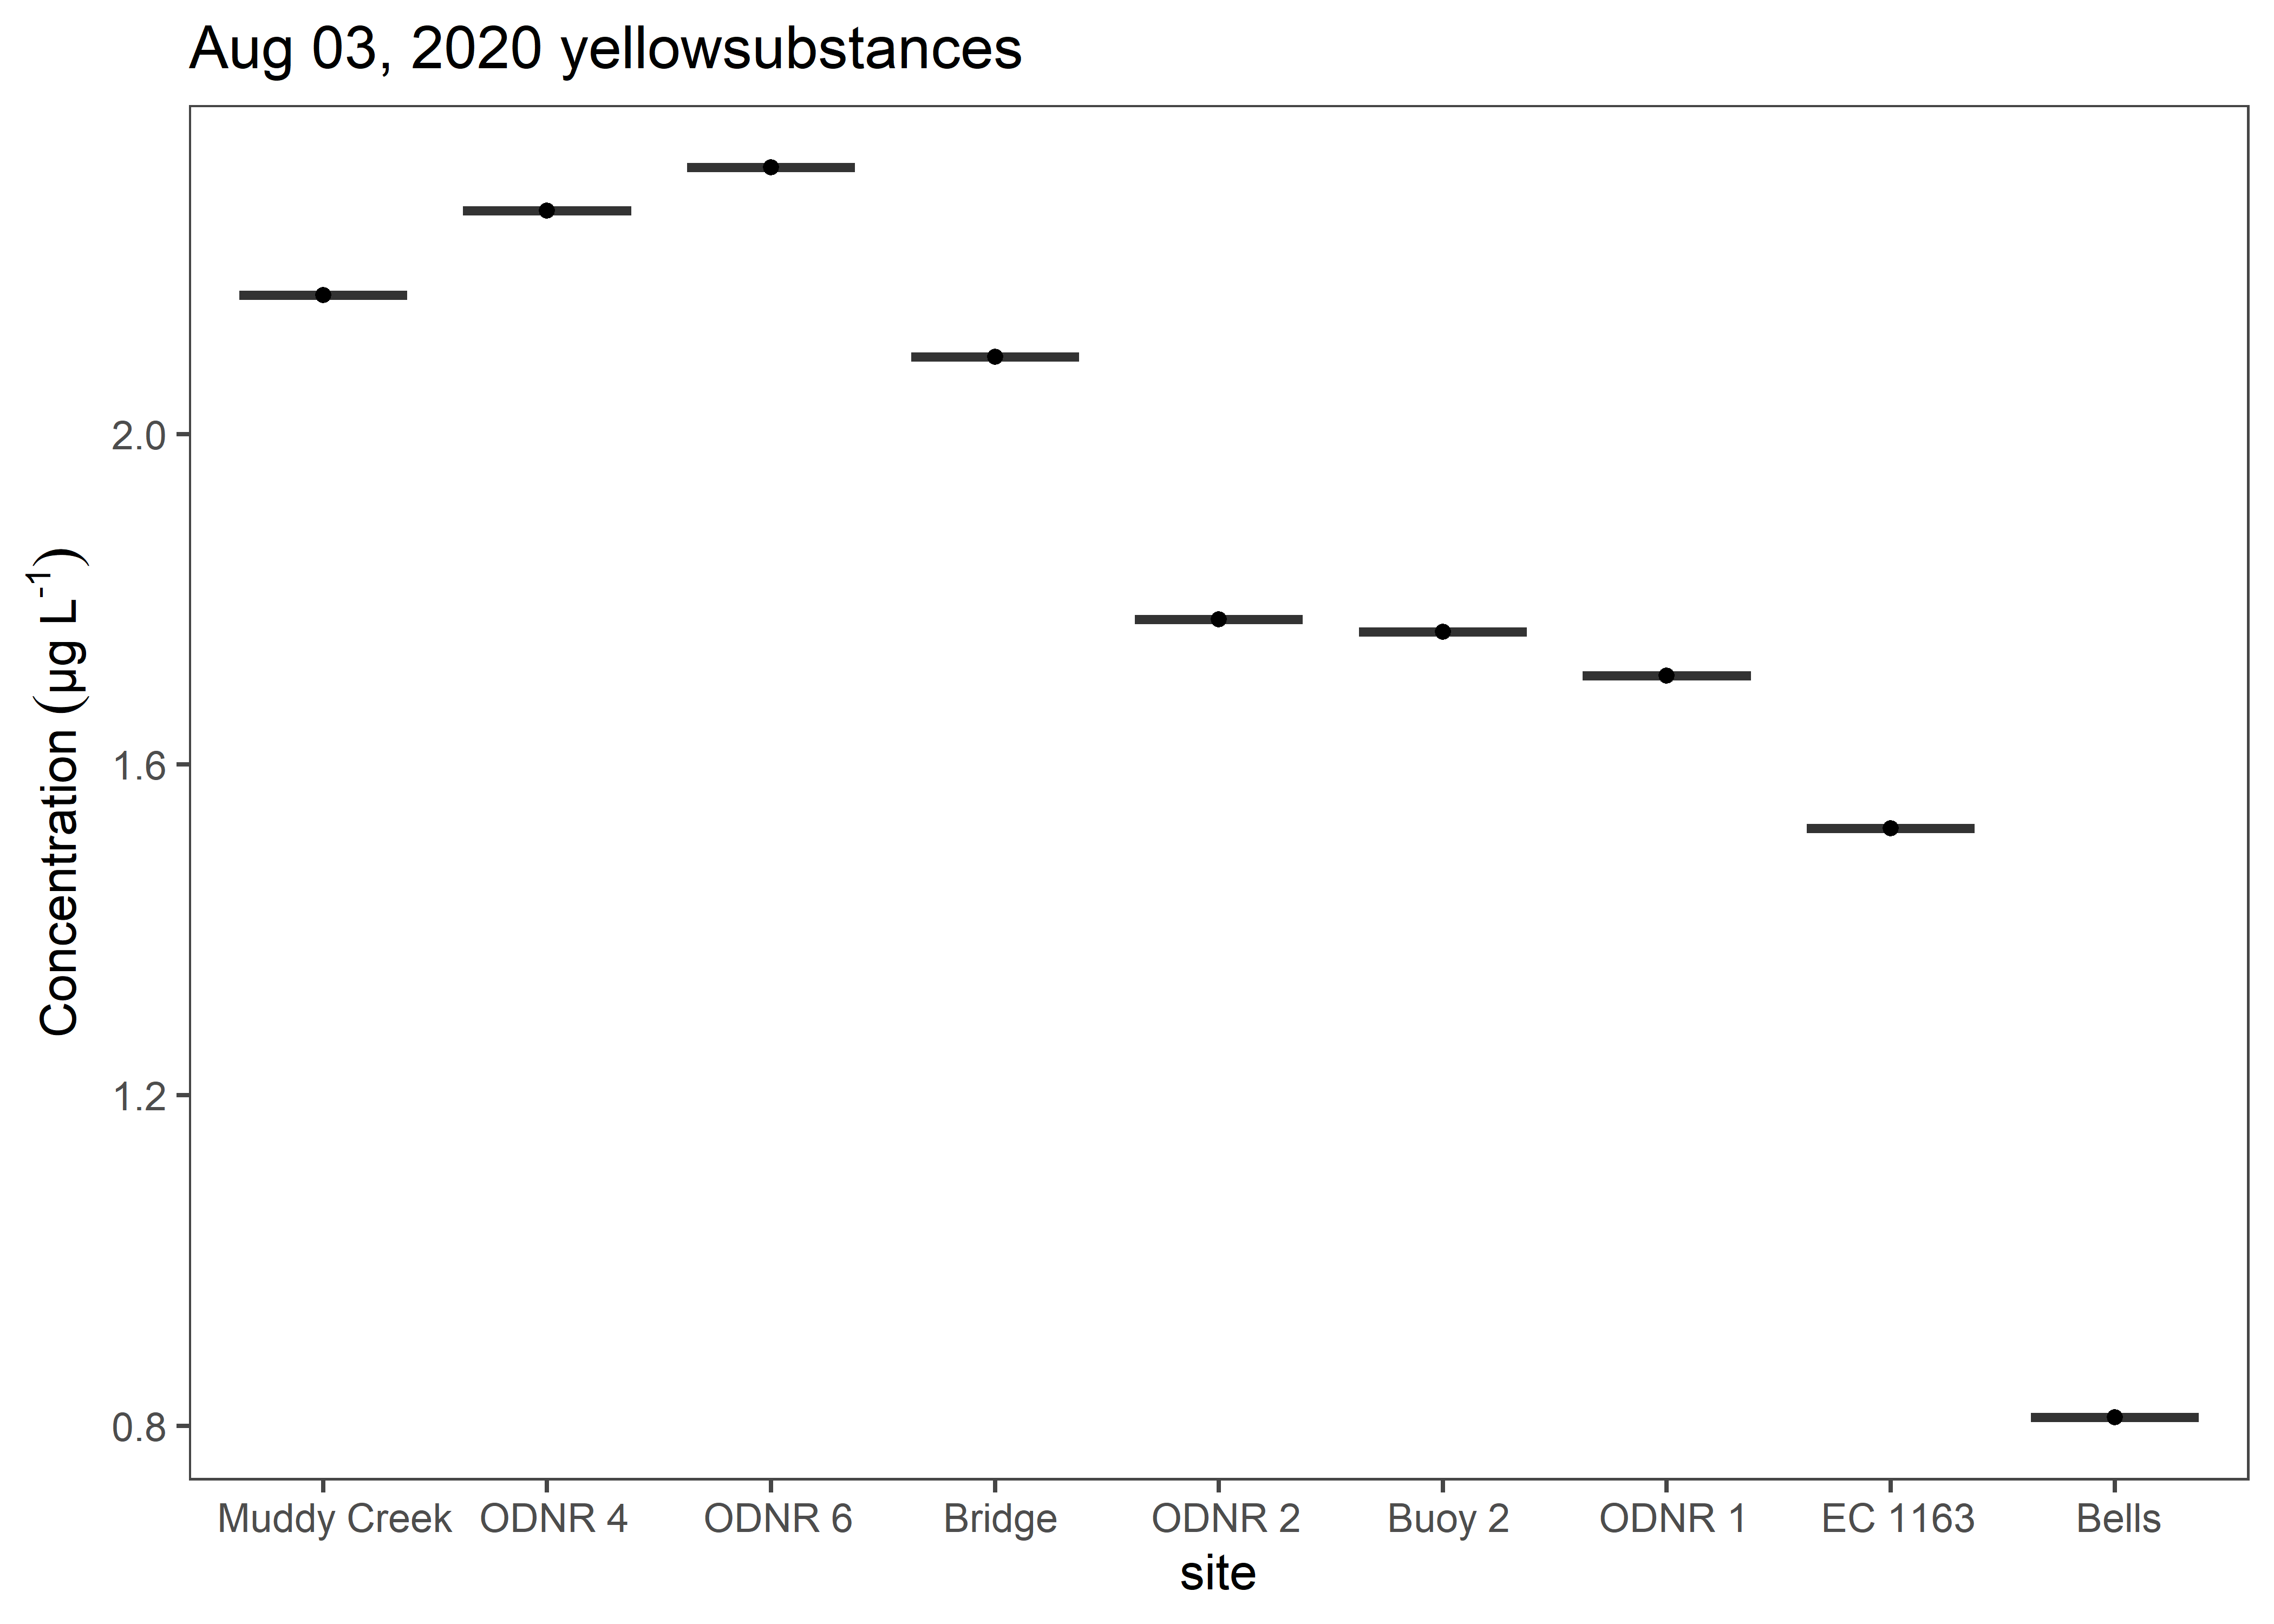 Aug 03, 2020 yellowsubstances
Concentration (µg L⁻¹)
2.0
1.6
1.2
0.8
Muddy Creek ODNR 4 ODNR 6 Bridge ODNR 2 Buoy 2 ODNR 1 EC 1163 Bells
site